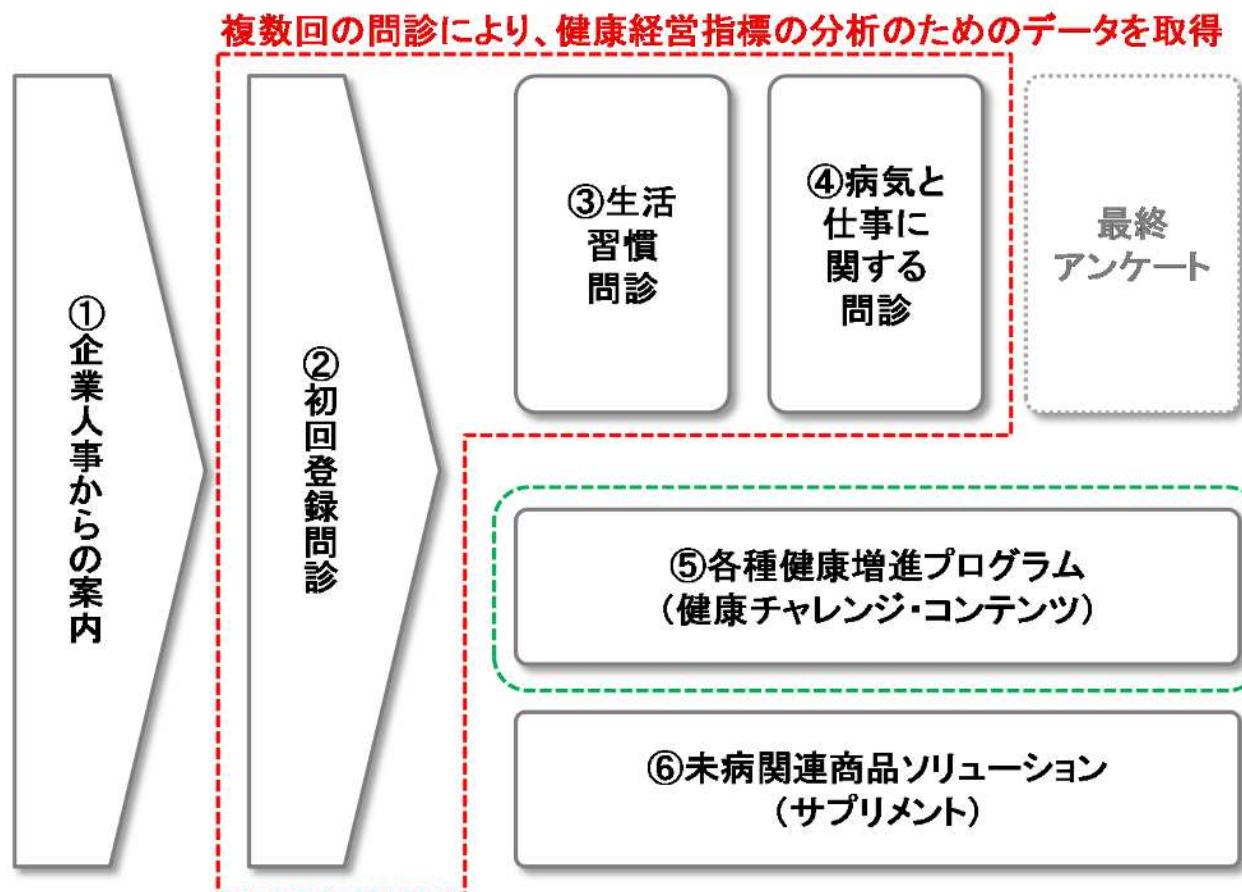 複数回の問診により、健康経営指標の分析のためのデータを取得
①企業人事からの案内
②初回登録問診
③生活
習慣
問診
④病気と
仕事に
関する
問診
最終
アンケート
⑤各種健康増進プログラム
(健康チャレンジ・コンテンツ)
⑥未病関連商品ソリューション
(サプリメント)